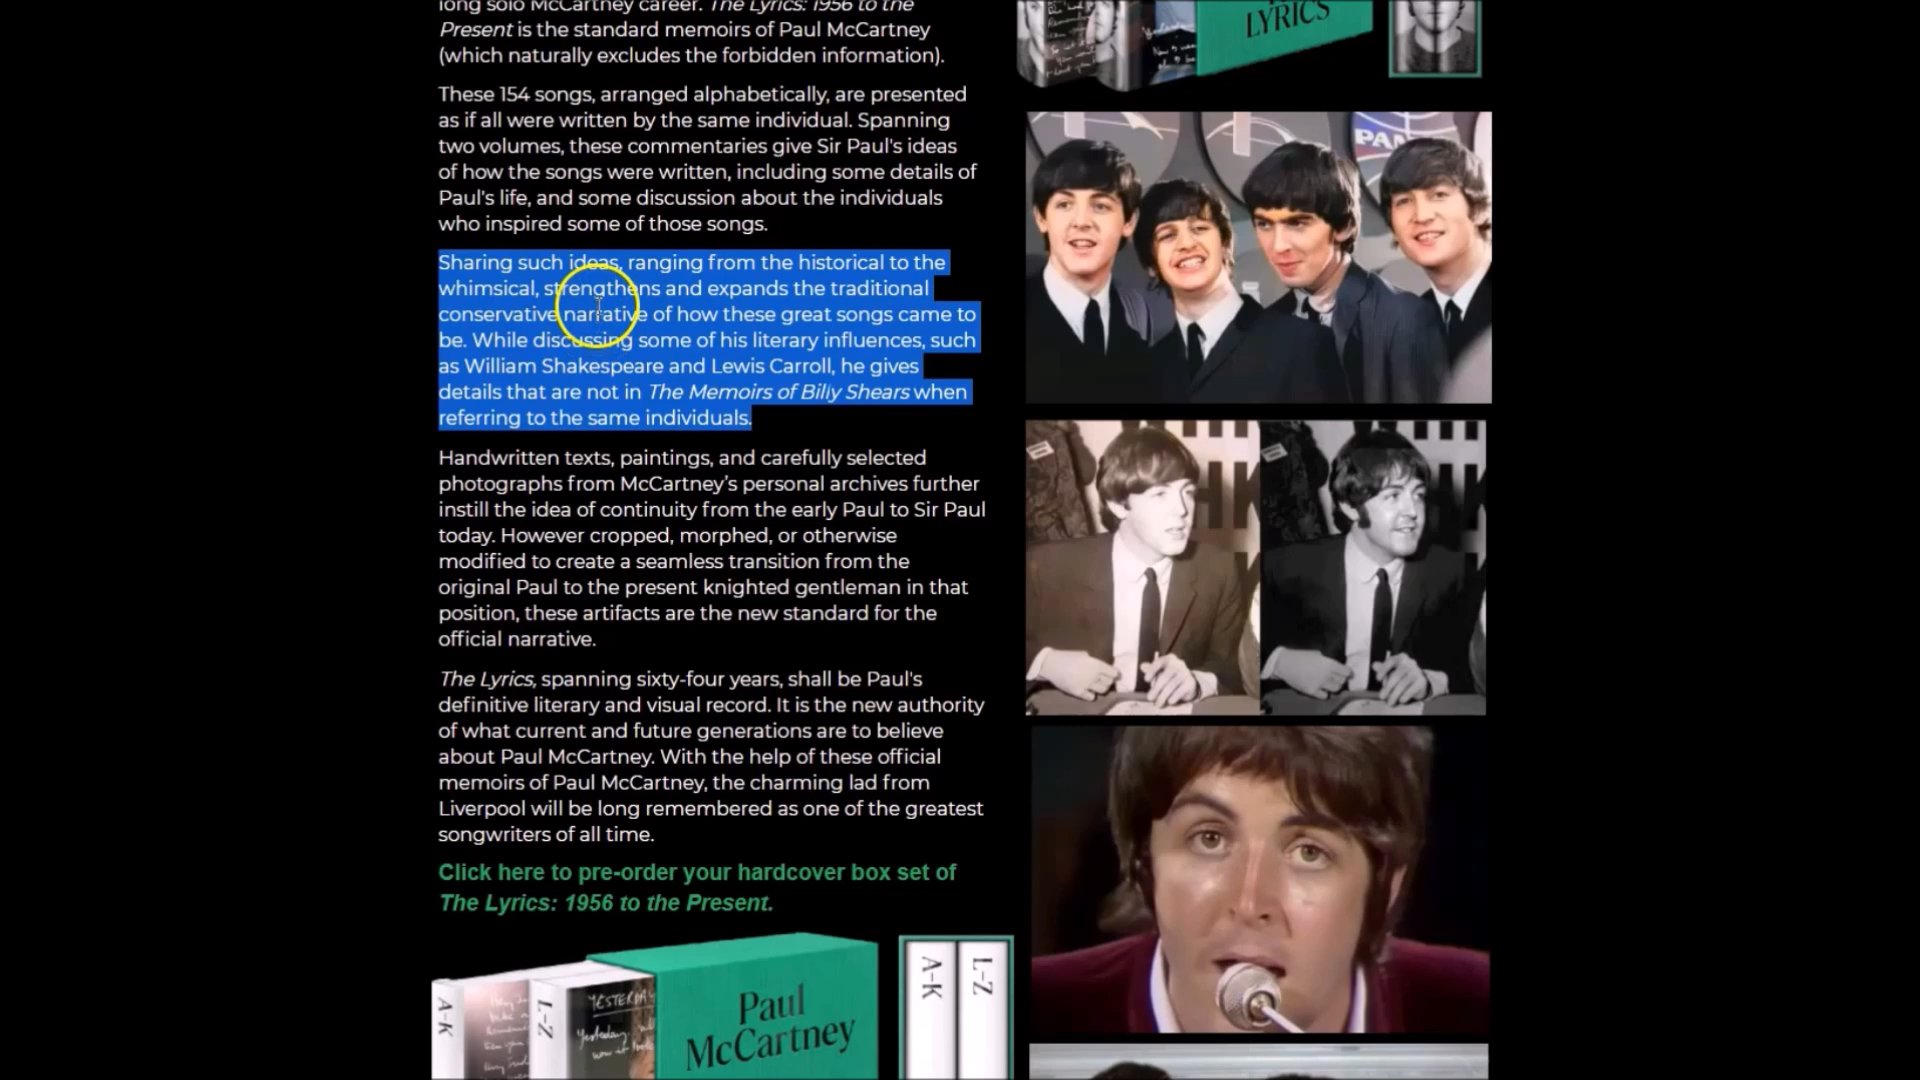 long solo McCartney career. The Lyrics: 1956 to the
Present is the standard memoirs of Paul McCartney
(which naturally excludes the forbidden information).
These 154 songs, arranged alphabetically, are presented
as if all were written by the same individual. Spanning
two volumes, these commentaries give Sir Paul's ideas
of how the songs were written, including some details of
Paul's life, and some discussion about the individuals
who inspired some of those songs.
Sharing such ideas, ranging from the historical to the
whimsical, strengthens and expands the traditional
conservative narrative of how these great songs came to
be. While discussing some of his literary influences, such
as William Shakespeare and Lewis Carroll, he gives
details that are not in The Memoirs of Billy Shears when
referring to the same individuals.
Handwritten texts, paintings, and carefully selected
photographs from McCartney's personal archives further
instill the idea of continuity from the early Paul to Sir Paul
today. However cropped, morphed, or otherwise
modified to create a seamless transition from the
original Paul to the present knighted gentleman in that
position, these artifacts are the new standard for the
official narrative.
The Lyrics, spanning sixty-four years, shall be Paul's
definitive literary and visual record. It is the new authority
of what current and future generations are to believe
about Paul McCartney. With the help of these official
memoirs of Paul McCartney, the charming lad from
Liverpool will be long remembered as one of the greatest
songwriters of all time.
Click here to pre-order your hardcover box set of
The Lyrics: 1956 to the Present.
A-K
L-Z
YESTERDAY
Yesterday
Paul
McCartney
A-K
L-Z
LYRICS
PAN